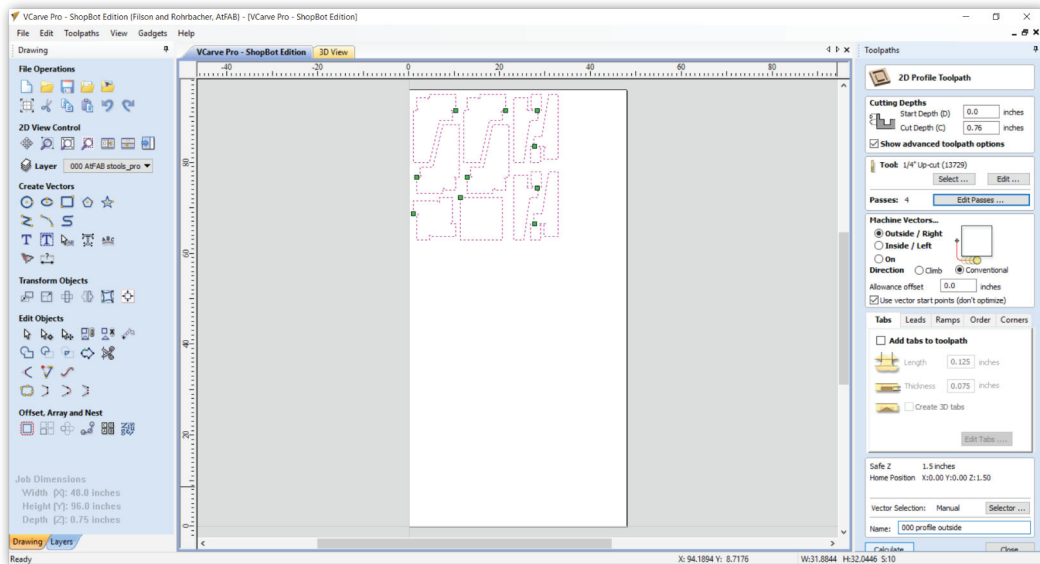 VCarve Pro - ShopBot Edition (Filson and Rohrbacher, AtFAB) - [VCarve Pro - ShopBot Edition]
File Edit Toolpaths View Gadgets Help
Drawing
File Operations
2D View Control
Layer 000 AtFAB stools_pro
Create Vectors
Transform Objects
Edit Objects
Offset, Array and Nest
Job Dimensions
Width [X]: 48.0 inches
Height [Y]: 96.0 inches
Depth [Z]: 0.75 inches
Drawing Layers
Ready
VCarve Pro - ShopBot Edition 3D View
-40 -20 0 20 40 60 80
80
60
40
20
0
X: 94.1894 Y: 8.7176 W:31.8844 H:32.0446 S:10
Toolpaths
2D Profile Toolpath
Cutting Depths
Start Depth (D) 0.0 inches
Cut Depth (C) 0.76 inches
Show advanced toolpath options
Tool: 1/4" Up-cut (13729)
Select ... Edit ...
Passes: 4 Edit Passes ...
Machine Vectors...
Outside / Right
Inside / Left
On
Direction Climb Conventional
Allowance offset 0.0 inches
Use vector start points (don't optimize)
Tabs Leads Ramps Order Corners
Add tabs to toolpath
Length 0.125 inches
Thickness 0.075 inches
Create 3D tabs
Edit Tabs ....
Safe Z 1.5 inches
Home Position X:0.00 Y:0.00 Z:1.50
Vector Selection: Manual Selector ...
Name: 000 profile outside
Calculate Close